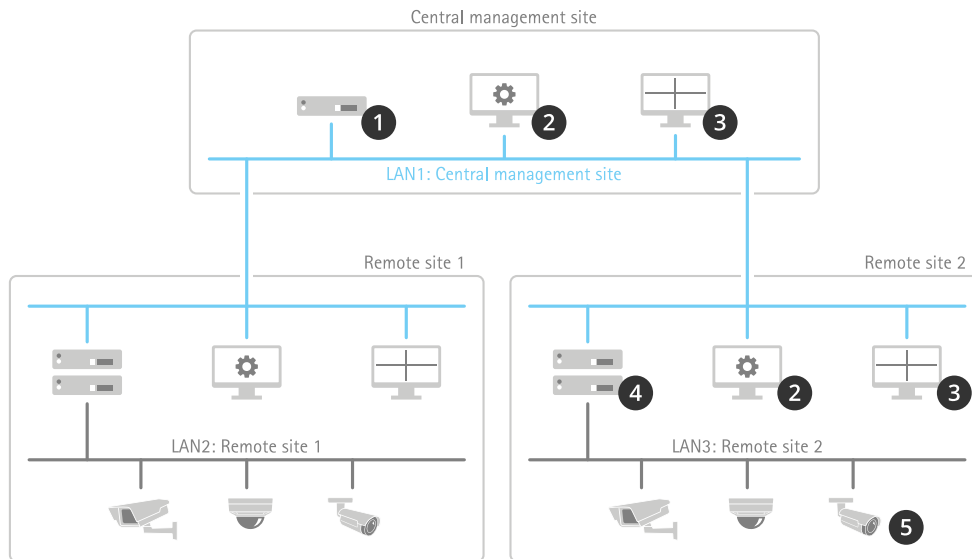 Central management site
1
2
3
LAN1: Central management site
Remote site 1
Remote site 2
4
2
3
LAN2: Remote site 1
LAN3: Remote site 2
5